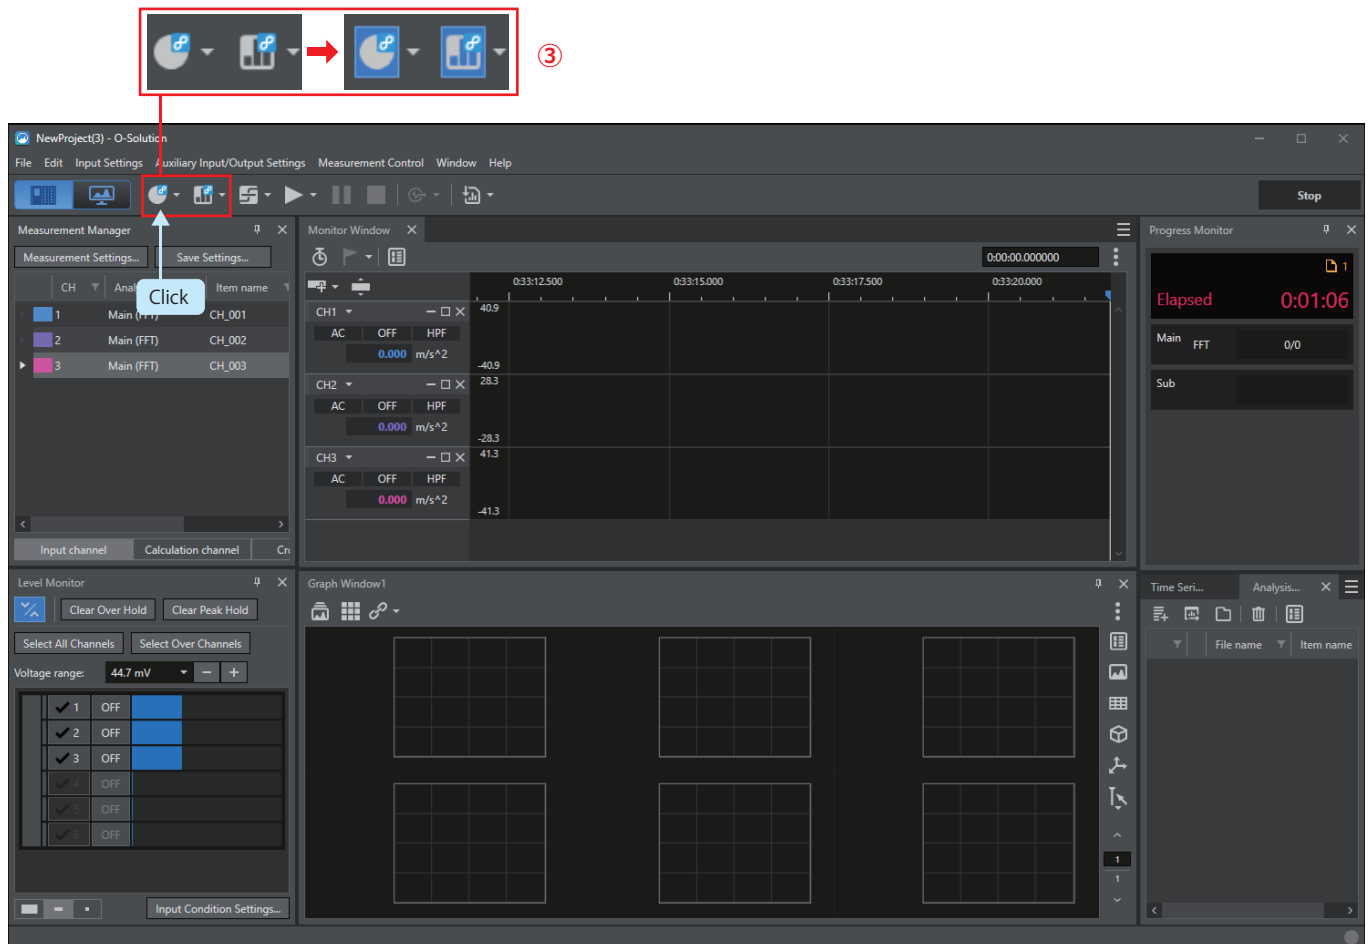 ③
NewProject(3) - O-Solution
File Edit Input Settings Auxiliary Input/Output Settings Measurement Control Window Help
Stop
Measurement Manager
Measurement Settings... Save Settings...
CH Item name
Click
1 Main (FFT) CH_001
2 Main (FFT) CH_002
3 Main (FFT) CH_003
Input channel Calculation channel
Monitor Window
0:00:00.000000
0:33:12.500 0:33:15.000 0:33:17.500 0:33:20.000
CH1 40.9
AC OFF HPF
0.000 m/s^2
-40.9
CH2 28.3
AC OFF HPF
0.000 m/s^2
-28.3
CH3 41.3
AC OFF HPF
0.000 m/s^2
-41.3
Progress Monitor
1
Elapsed 0:01:06
Main FFT 0/0
Sub
Level Monitor
Clear Over Hold Clear Peak Hold
Select All Channels Select Over Channels
Voltage range: 44.7 mV − +
1 OFF
2 OFF
3 OFF
4 OFF
5 OFF
6 OFF
Input Condition Settings...
Graph Window1
1
1
Time Seri... Analysis...
File name Item name